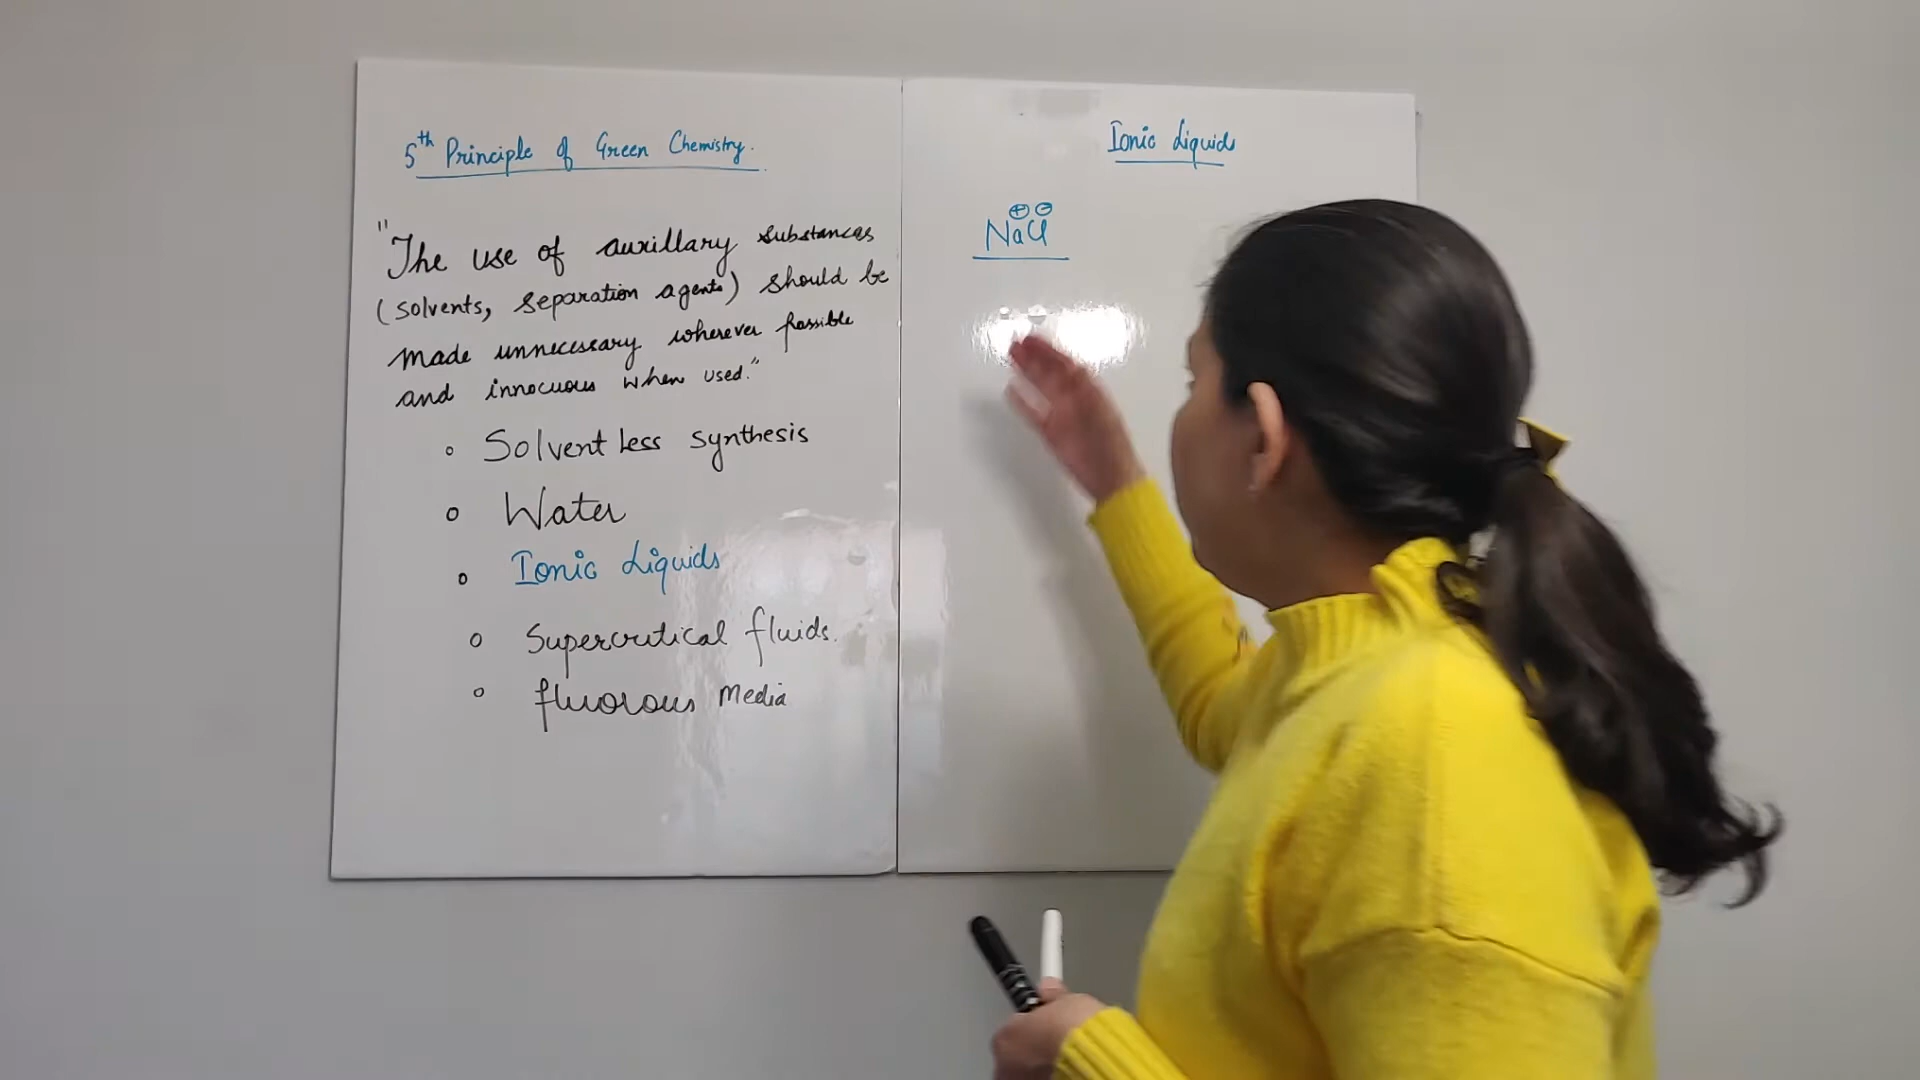 5th Principle of Green Chemistry.
"The use of auxillary substances
(solvents, separation agents) should be
made unnecessary wherever possible
and innocuous when used."
Solvent less synthesis
Water
Ionic Liquids
Supercritical fluids.
fluorous Media
Ionic Liquids
⊕ ⊖
NaCl